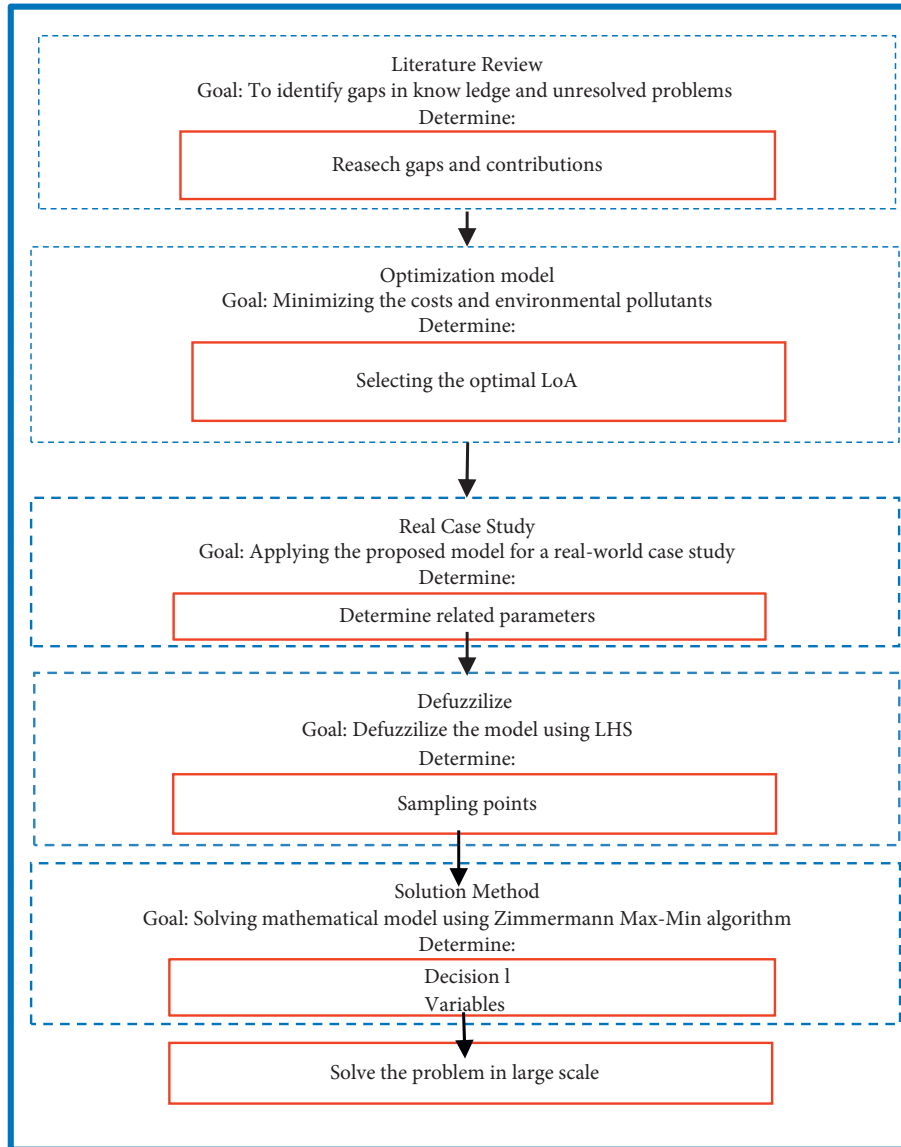 Literature Review
Goal: To identify gaps in know ledge and unresolved problems
Determine:
Reasech gaps and contributions
Optimization model
Goal: Minimizing the costs and environmental pollutants
Determine:
Selecting the optimal LoA
Real Case Study
Goal: Applying the proposed model for a real-world case study
Determine:
Determine related parameters
Defuzzilize
Goal: Defuzzilize the model using LHS
Determine:
Sampling points
Solution Method
Goal: Solving mathematical model using Zimmermann Max-Min algorithm
Determine:
Decision l
Variables
Solve the problem in large scale